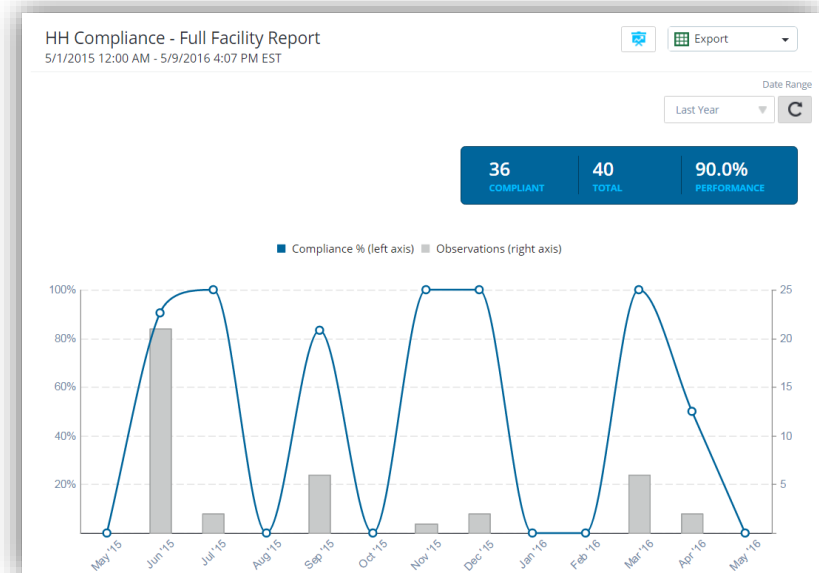 HH Compliance - Full Facility Report
Export
5/1/2015 12:00 AM - 5/9/2016 4:07 PM EST
Date Range
Last Year
36 40 90.0%
COMPLIANT TOTAL PERFORMANCE
Compliance % (left axis) Observations (right axis)
100% 25
80% 20
60% 15
40% 10
20% 5
May '15 Jun '15 Jul '15 Aug '15 Sep '15 Oct '15 Nov '15 Dec '15 Jan '16 Feb '16 Mar '16 Apr '16 May '16